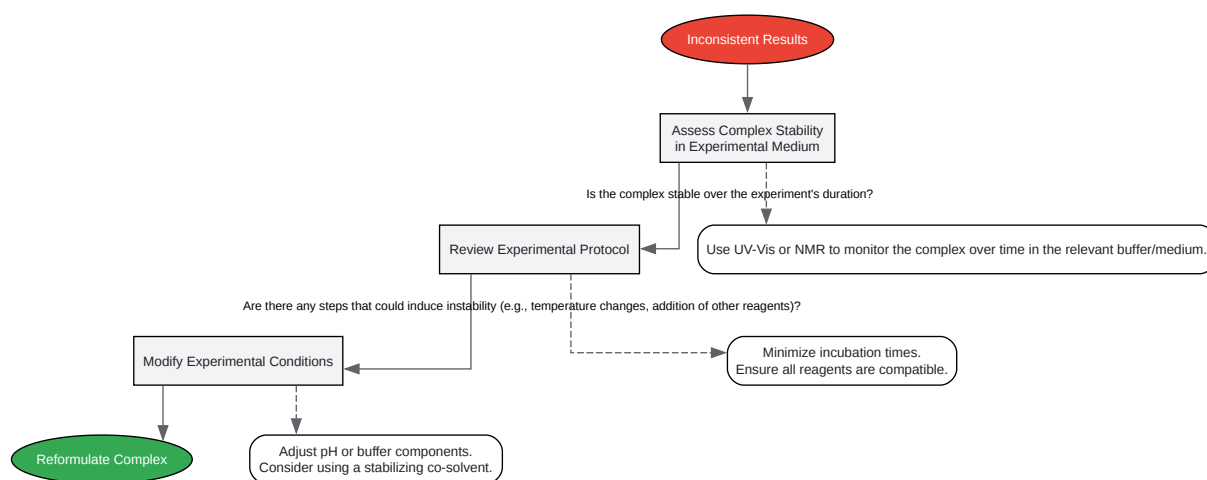 Inconsistent Results
Assess Complex Stability
in Experimental Medium
Is the complex stable over the experiment's duration?
Review Experimental Protocol
Use UV-Vis or NMR to monitor the complex over time in the relevant buffer/medium.
Are there any steps that could induce instability (e.g., temperature changes, addition of other reagents)?
Modify Experimental Conditions
Minimize incubation times.
Ensure all reagents are compatible.
Reformulate Complex
Adjust pH or buffer components.
Consider using a stabilizing co-solvent.